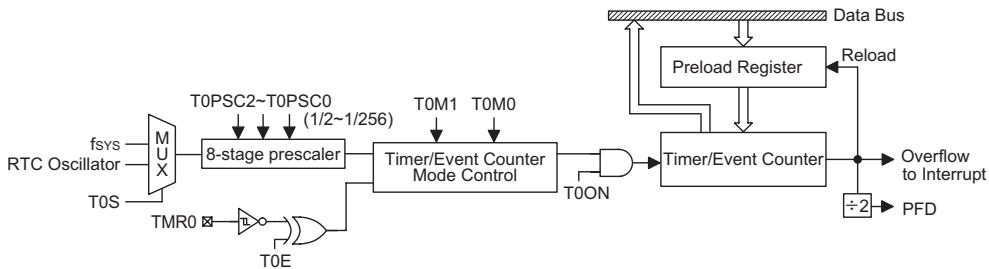 Data Bus
Preload Register
Reload
T0PSC2~T0PSC0
(1/2~1/256)
T0M1
T0M0
fSYS
RTC Oscillator
MUX
8-stage prescaler
Timer/Event Counter
Mode Control
T0ON
Timer/Event Counter
Overflow
to Interrupt
T0S
TMR0
T0E
÷2
PFD